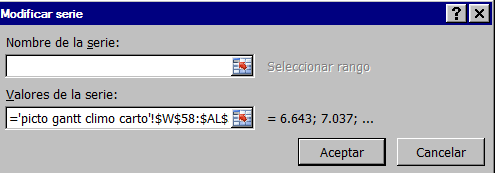 Modificar serie
Nombre de la serie:
Seleccionar rango
Valores de la serie:
='picto gantt climo carto'!$W$58:$AL$ = 6.643; 7.037; ...
Aceptar Cancelar